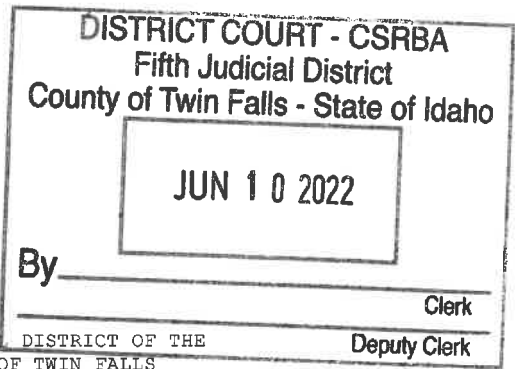 DISTRICT COURT - CSRBA
Fifth Judicial District
County of Twin Falls - State of Idaho
JUN 10 2022
By
Clerk
Deputy Clerk
DISTRICT OF THE
OF TWIN FALLS